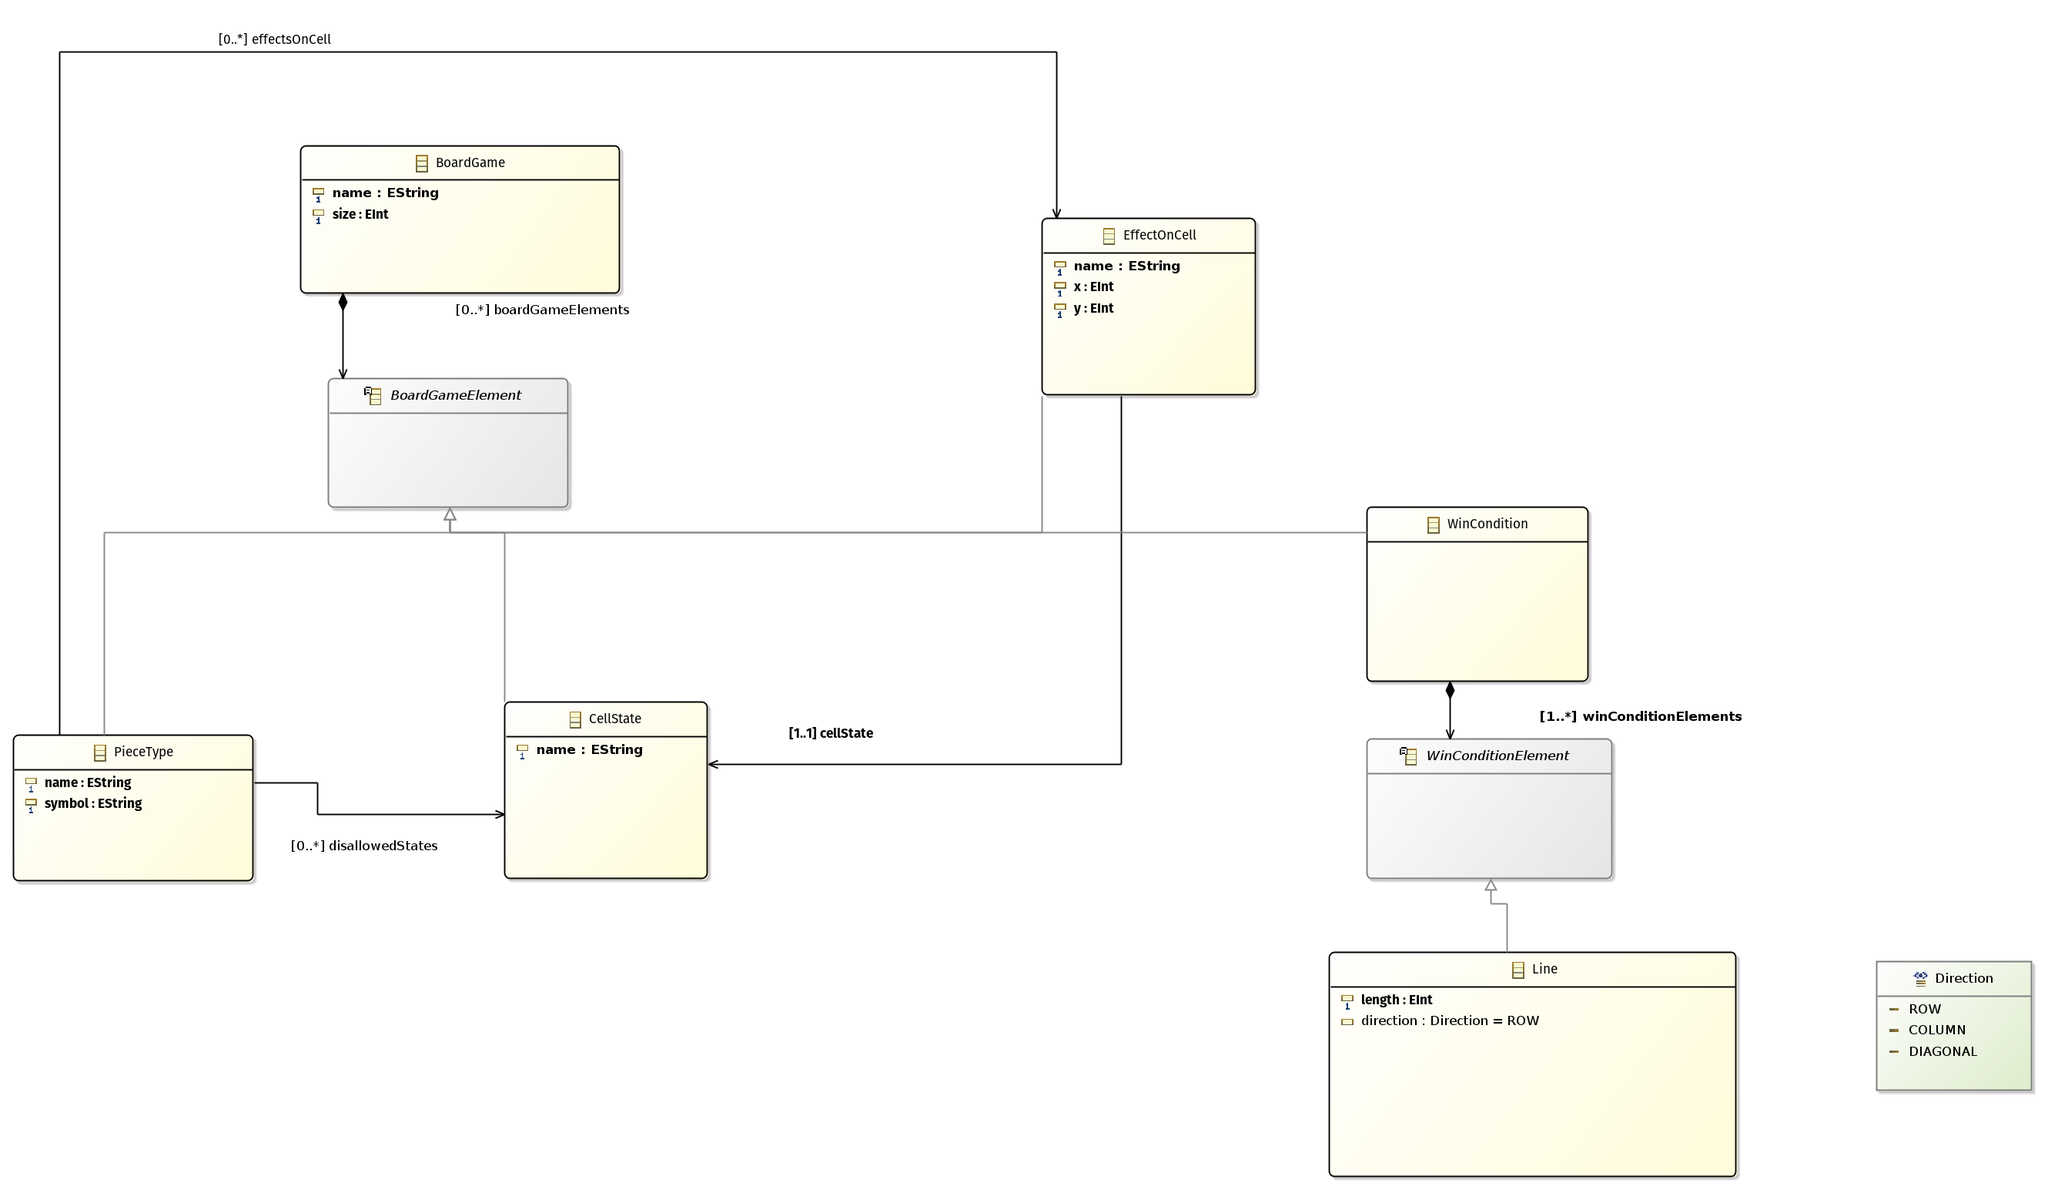 [0..*] effectsOnCell
BoardGame
name : EString
size : EInt
[0..*] boardGameElements
BoardGameElement
EffectOnCell
name : EString
x : EInt
y : EInt
WinCondition
[1..*] winConditionElements
WinConditionElement
CellState
name : EString
[1..1] cellState
PieceType
name : EString
symbol : EString
[0..*] disallowedStates
Line
length : EInt
direction : Direction = ROW
Direction
ROW
COLUMN
DIAGONAL